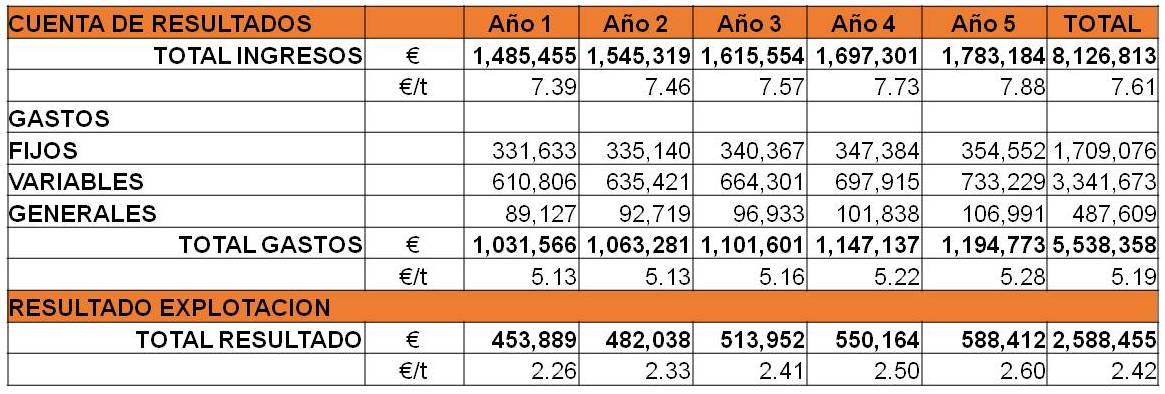 CUENTA DE RESULTADOS Año 1 Año 2 Año 3 Año 4 Año 5 TOTAL
TOTAL INGRESOS € 1,485,455 1,545,319 1,615,554 1,697,301 1,783,184 8,126,813
€/t 7.39 7.46 7.57 7.73 7.88 7.61
GASTOS
FIJOS 331,633 335,140 340,367 347,384 354,552 1,709,076
VARIABLES 610,806 635,421 664,301 697,915 733,229 3,341,673
GENERALES 89,127 92,719 96,933 101,838 106,991 487,609
TOTAL GASTOS € 1,031,566 1,063,281 1,101,601 1,147,137 1,194,773 5,538,358
€/t 5.13 5.13 5.16 5.22 5.28 5.19
RESULTADO EXPLOTACION
TOTAL RESULTADO € 453,889 482,038 513,952 550,164 588,412 2,588,455
€/t 2.26 2.33 2.41 2.50 2.60 2.42